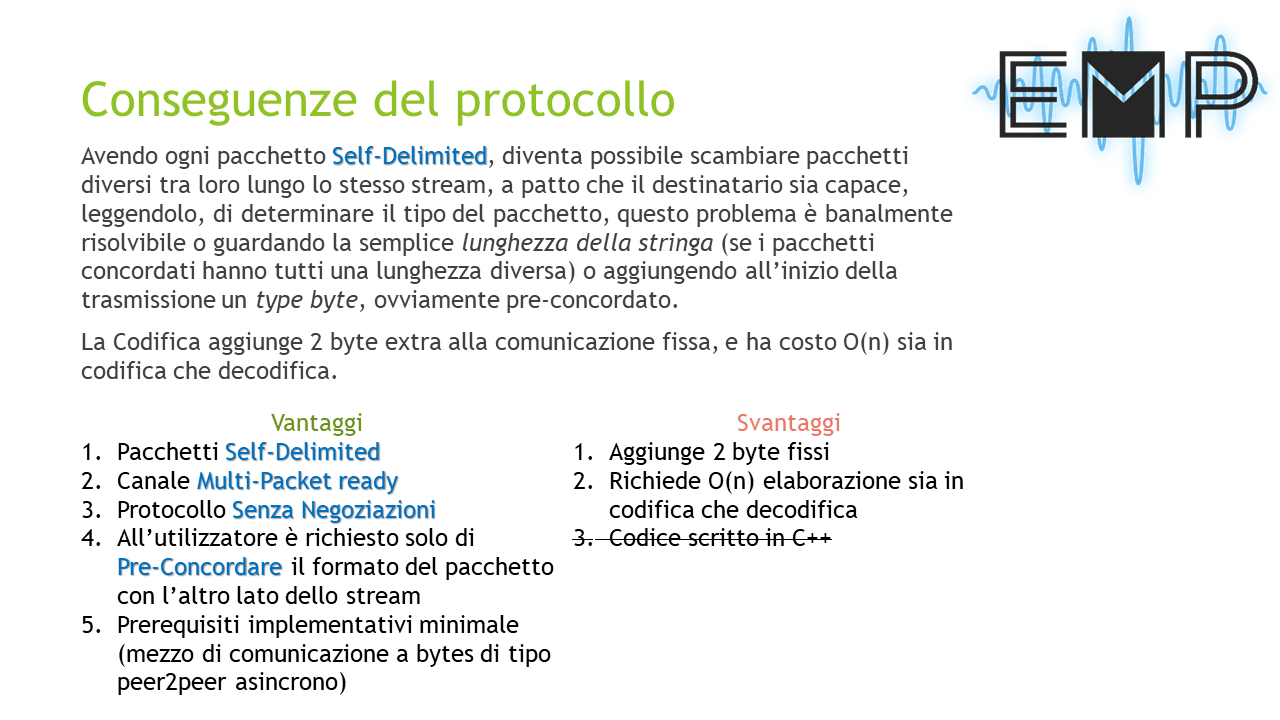 EMP
Conseguenze del protocollo
Avendo ogni pacchetto Self-Delimited, diventa possibile scambiare pacchetti
diversi tra loro lungo lo stesso stream, a patto che il destinatario sia capace,
leggendolo, di determinare il tipo del pacchetto, questo problema è banalmente
risolvibile o guardando la semplice lunghezza della stringa (se i pacchetti
concordati hanno tutti una lunghezza diversa) o aggiungendo all’inizio della
trasmissione un type byte, ovviamente pre-concordato.
La Codifica aggiunge 2 byte extra alla comunicazione fissa, e ha costo O(n) sia in
codifica che decodifica.
Vantaggi
1. Pacchetti Self-Delimited
2. Canale Multi-Packet ready
3. Protocollo Senza Negoziazioni
4. All’utilizzatore è richiesto solo di
Pre-Concordare il formato del pacchetto
con l’altro lato dello stream
5. Prerequisiti implementativi minimale
(mezzo di comunicazione a bytes di tipo
peer2peer asincrono)
Svantaggi
1. Aggiunge 2 byte fissi
2. Richiede O(n) elaborazione sia in
codifica che decodifica
3. Codice scritto in C++